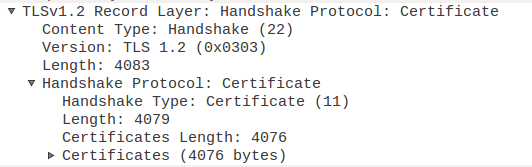 TLSv1.2 Record Layer: Handshake Protocol: Certificate
Content Type: Handshake (22)
Version: TLS 1.2 (0x0303)
Length: 4083
Handshake Protocol: Certificate
Handshake Type: Certificate (11)
Length: 4079
Certificates Length: 4076
Certificates (4076 bytes)